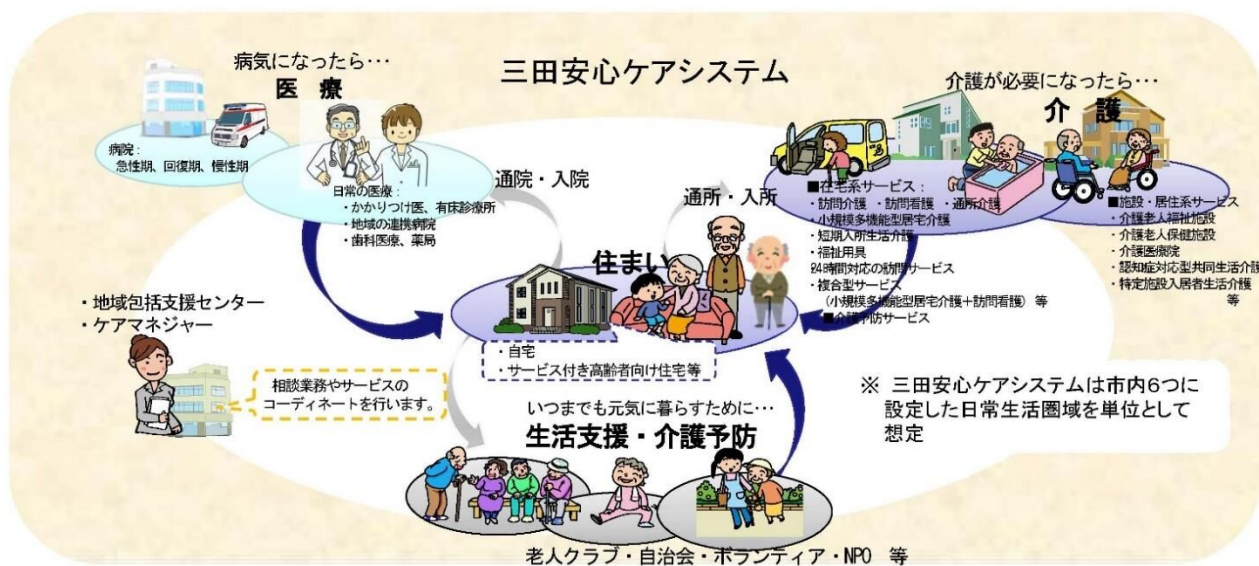 三田安心ケアシステム
病気になったら…
医 療
病院:
急性期、回復期、慢性期
日常の医療:
・かかりつけ医、有床診療所
・地域の連携病院
・歯科医療、薬局
通院・入院
通所・入所
介護が必要になったら…
介 護
■在宅系サービス:
・訪問介護 ・訪問看護 ・通所介護
・小規模多機能型居宅介護
・短期入所生活介護
・福祉用具
24時間対応の訪問サービス
・複合型サービス
(小規模多機能型居宅介護+訪問看護)等
■介護予防サービス
■施設・居住系サービス
・介護老人福祉施設
・介護老人保健施設
・介護医療院
・認知症対応型共同生活介護
・特定施設入居者生活介護
等
住まい
・自宅
・サービス付き高齢者向け住宅等
・地域包括支援センター
・ケアマネジャー
相談業務やサービスの
コーディネートを行います。
いつまでも元気に暮らすために…
生活支援・介護予防
老人クラブ・自治会・ボランティア・NPO 等
※ 三田安心ケアシステムは市内6つに
設定した日常生活圏域を単位として
想定